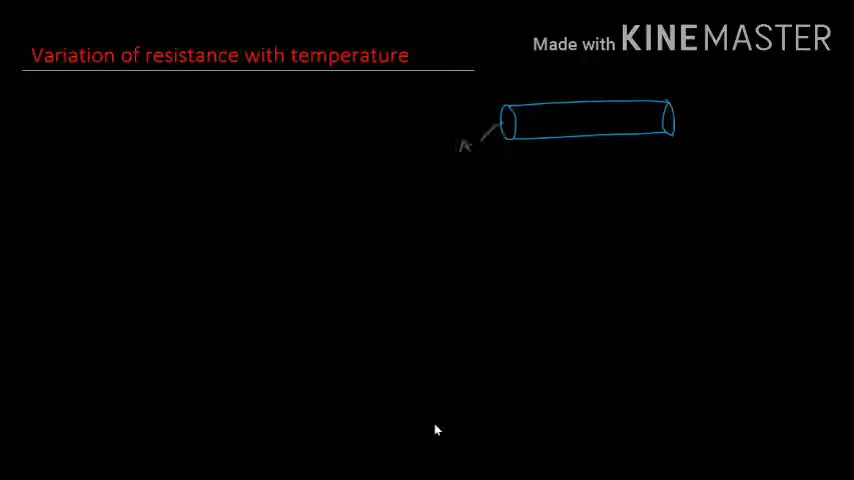 Variation of resistance with temperature
Made with KINEMASTER
A